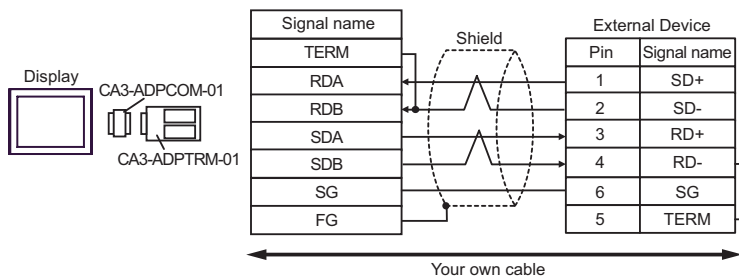 Display
CA3-ADPCOM-01
CA3-ADPTRM-01
Signal name
TERM
RDA
RDB
SDA
SDB
SG
FG
Shield
External Device
Pin Signal name
1 SD+
2 SD-
3 RD+
4 RD-
6 SG
5 TERM
Your own cable